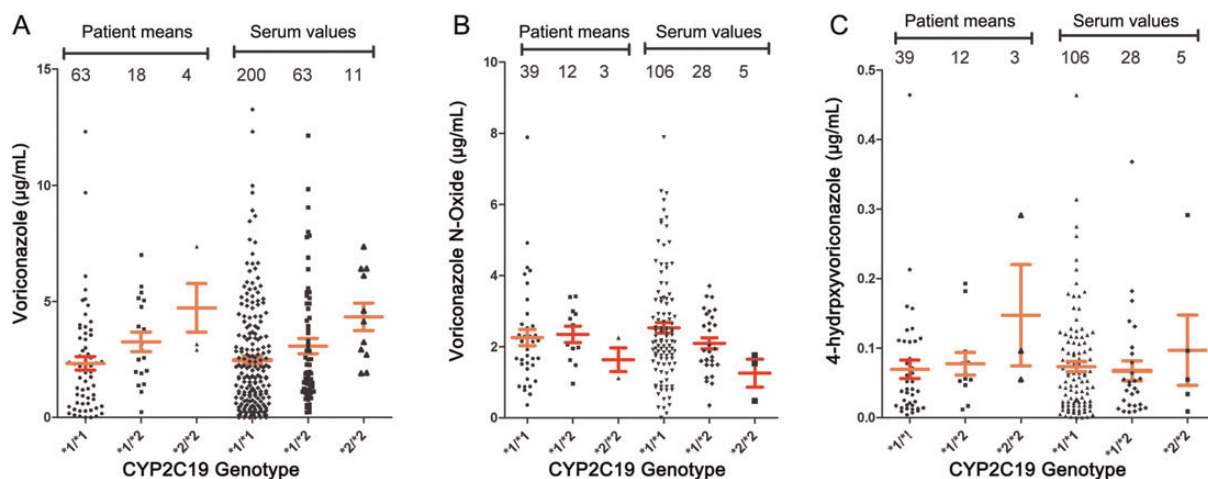 A
Patient means
Serum values
63 18 4 200 63 11
Voriconazole (µg/mL)
15
10
5
0
*1/*1 *1/*2 *2/*2 *1/*1 *1/*2 *2/*2
CYP2C19 Genotype
B
Patient means
Serum values
39 12 3 106 28 5
Voriconazole N-Oxide (µg/mL)
10
8
6
4
2
0
*1/*1 *1/*2 *2/*2 *1/*1 *1/*2 *2/*2
CYP2C19 Genotype
C
Patient means
Serum values
39 12 3 106 28 5
4-hydrpxyvoriconazole (µg/mL)
0.5
0.4
0.3
0.2
0.1
0.0
*1/*1 *1/*2 *2/*2 *1/*1 *1/*2 *2/*2
CYP2C19 Genotype